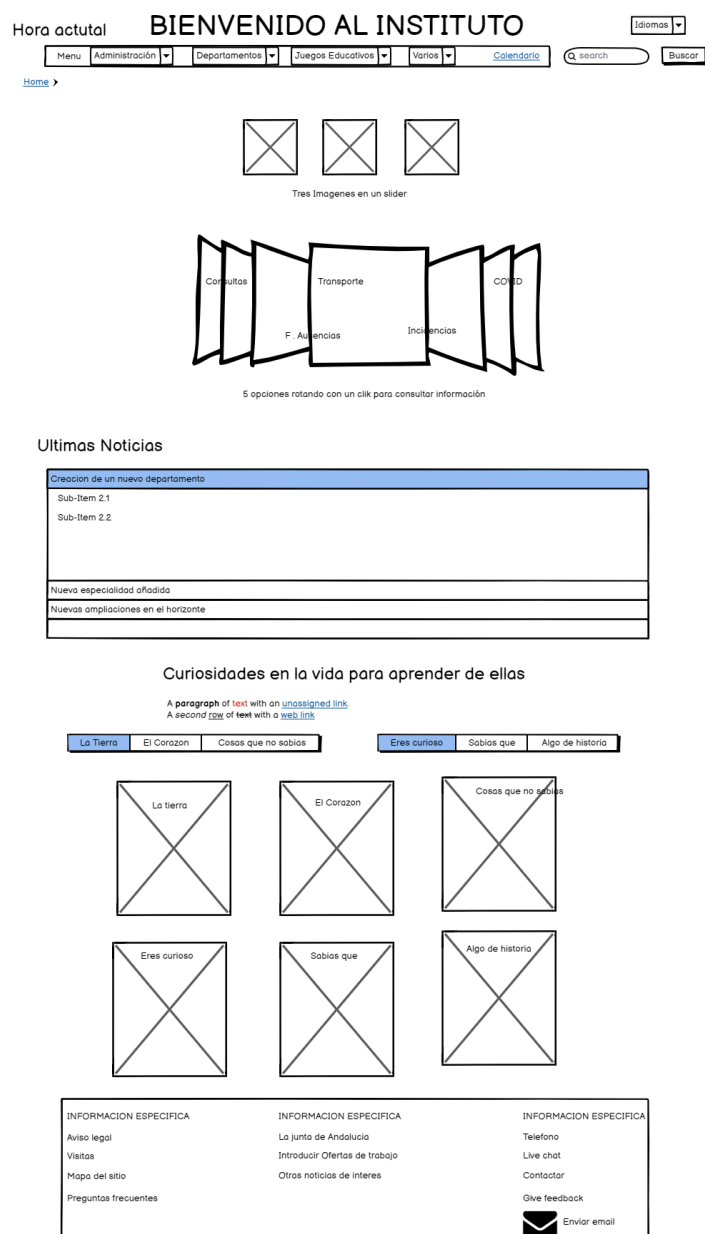 Hora actutal
BIENVENIDO AL INSTITUTO
Idiomas
Menu Administración Departamentos Juegos Educativos Varios Calendario search Buscar
Home
Tres Imagenes en un slider
Consultas Transporte COVID
F . Ausencias Incidencias
5 opciones rotando con un clik para consultar información
Ultimas Noticias
Creacion de un nuevo departamento
Sub-Item 2.1
Sub-Item 2.2
Nueva especialidad añadida
Nuevas ampliaciones en el horizonte
Curiosidades en la vida para aprender de ellas
A paragraph of text with an unassigned link.
A second row of text with a web link
La Tierra El Corazon Cosas que no sabias Eres curioso Sabias que Algo de historia
La tierra El Corazon Cosas que no sabias
Eres curioso Sabias que Algo de historia
INFORMACION ESPECIFICA INFORMACION ESPECIFICA INFORMACION ESPECIFICA
Aviso legal La junta de Andalucia Telefono
Visitas Introducir Ofertas de trabajo Live chat
Mapa del sitio Otras noticias de interes Contactar
Preguntas frecuentes Give feedback
Enviar email